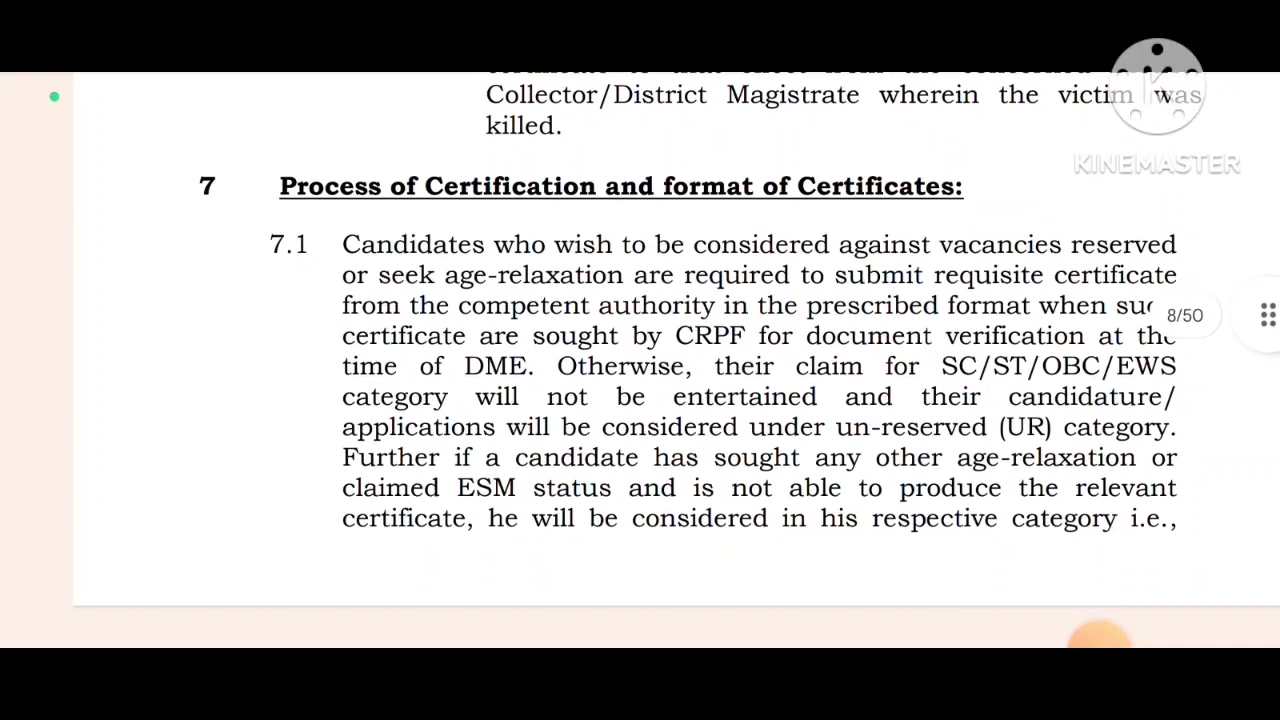 Collector/District Magistrate wherein the victim was
killed.
KINEMASTER
7 Process of Certification and format of Certificates:
7.1 Candidates who wish to be considered against vacancies reserved
or seek age-relaxation are required to submit requisite certificate
from the competent authority in the prescribed format when
8/50
certificate are sought by CRPF for document verification at the
time of DME. Otherwise, their claim for SC/ST/OBC/EWS
category will not be entertained and their candidature/
applications will be considered under un-reserved (UR) category.
Further if a candidate has sought any other age-relaxation or
claimed ESM status and is not able to produce the relevant
certificate, he will be considered in his respective category i.e.,